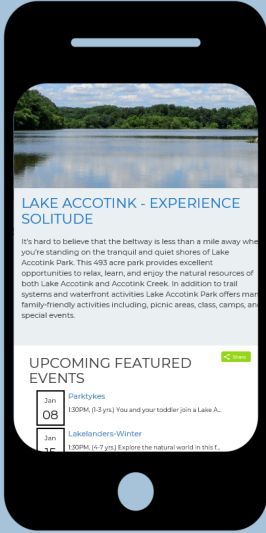 LAKE ACCOTINK - EXPERIENCE
SOLITUDE
It's hard to believe that the beltway is less than a mile away whe
you're standing on the tranquil and quiet shores of Lake
Accotink Park. This 493 acre park provides excellent
opportunities to relax, learn, and enjoy the natural resources of
both Lake Accotink and Accotink Creek. In addition to trail
systems and waterfront activities Lake Accotink Park offers man
family-friendly activities including, picnic areas, class, camps, an
special events.
UPCOMING FEATURED
EVENTS
Share
Jan
08
Parktykes
1:30PM, (1-3 yrs.) You and your toddler join a Lake A...
Jan
15
Lakelanders-Winter
1:30PM, (4-7 yrs.) Explore the natural world in this f...